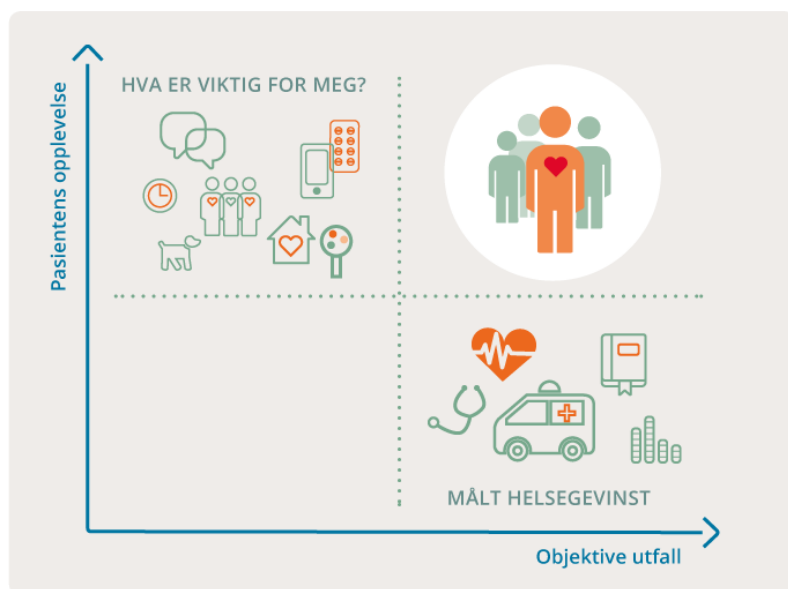 HVA ER VIKTIG FOR MEG?
Pasientens opplevelse
MÅLT HELSEGEVINST
Objektive utfall